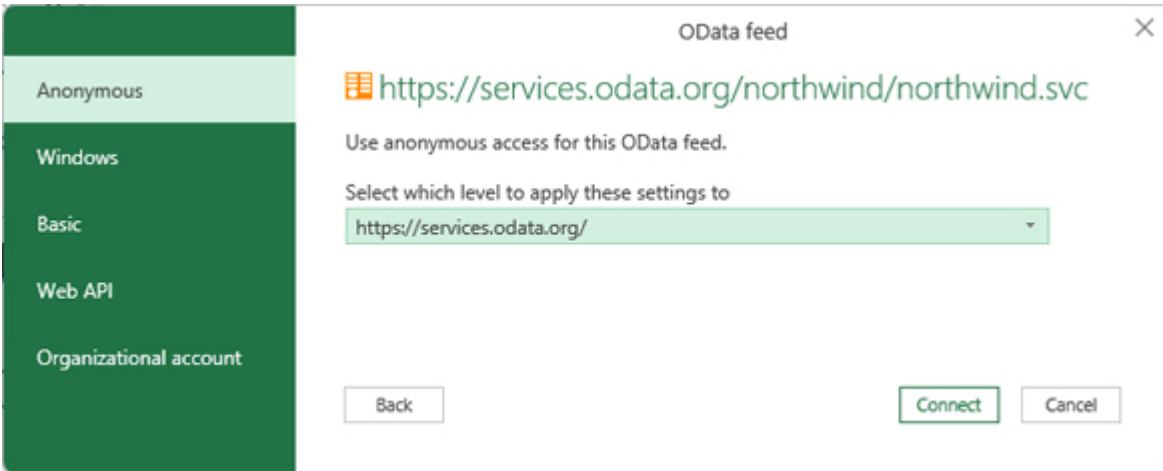 OData feed
Anonymous
Windows
Basic
Web API
Organizational account
https://services.odata.org/northwind/northwind.svc
Use anonymous access for this OData feed.
Select which level to apply these settings to
https://services.odata.org/
Back
Connect
Cancel